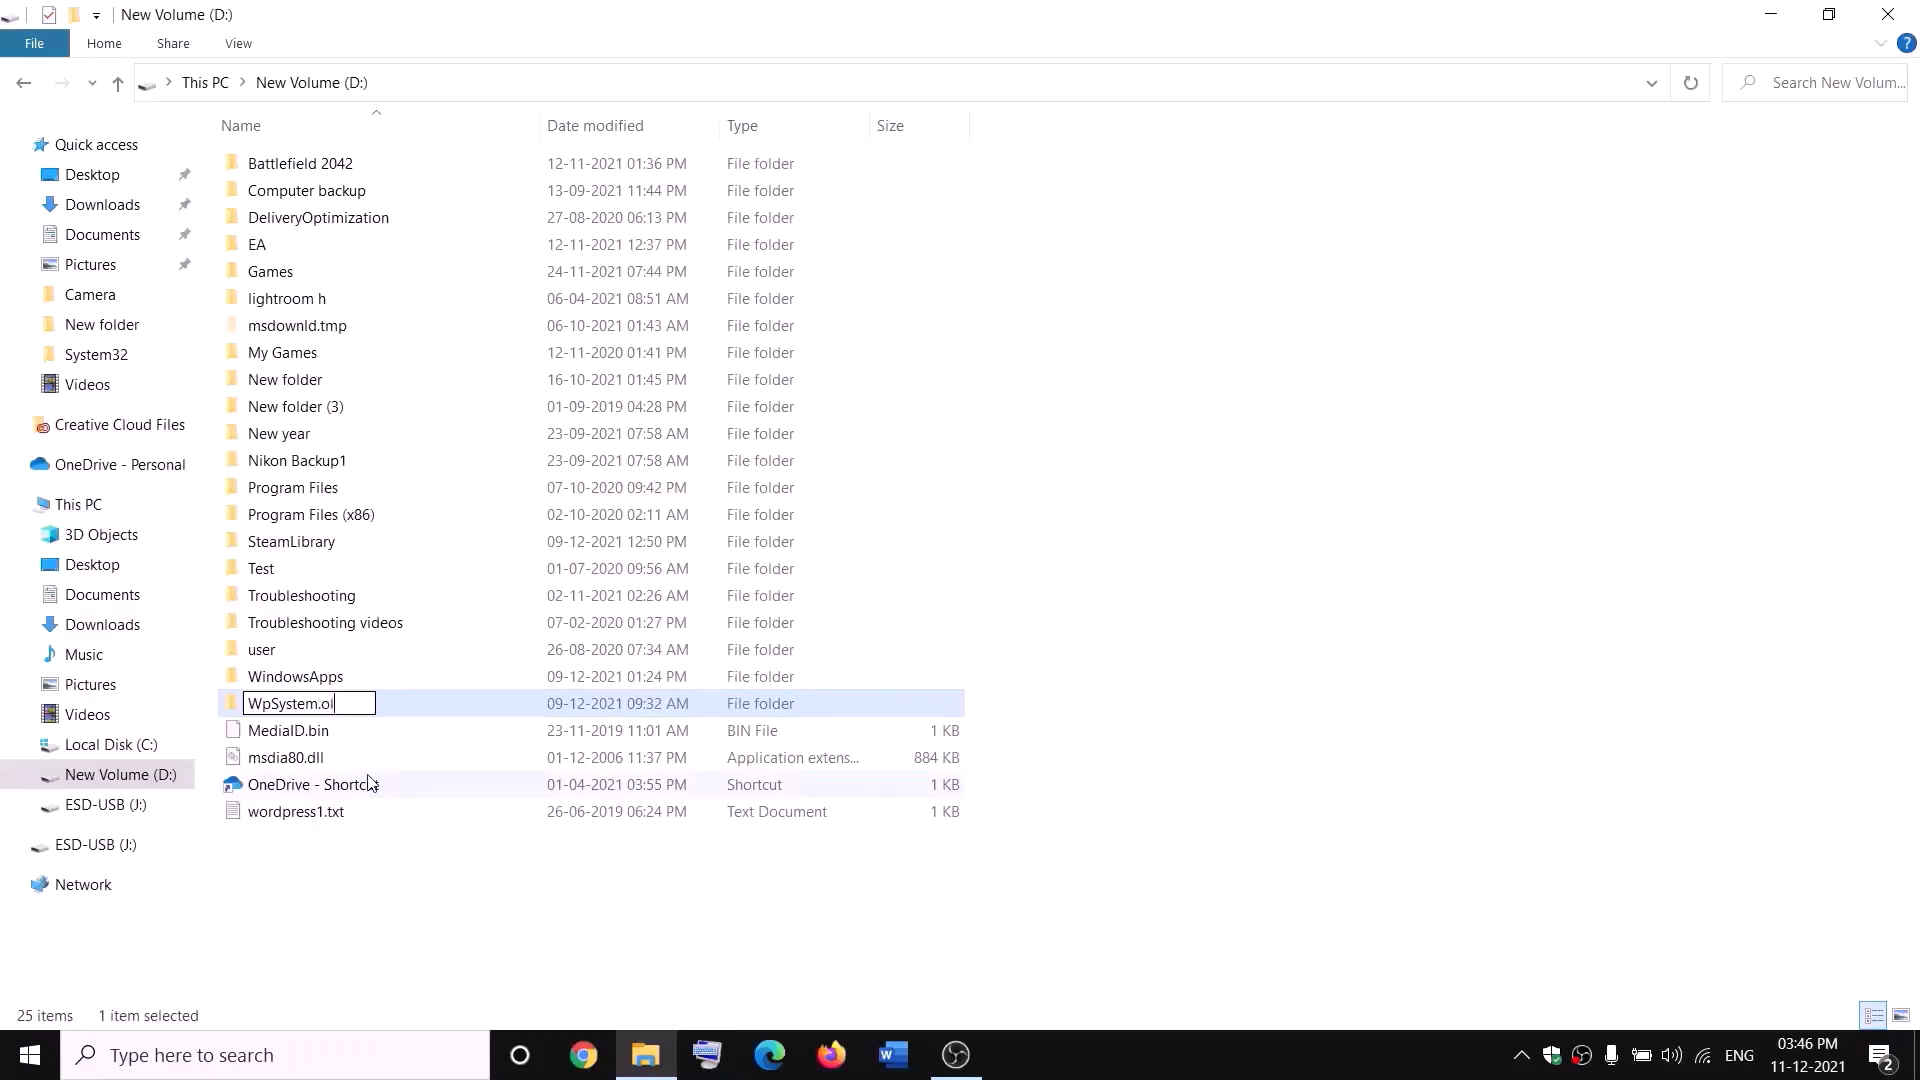 New Volume (D:)
File Home Share View ?
This PC New Volume (D:) Search New Volum...
Name Date modified Type Size
Quick access
Desktop
Downloads
Documents
Pictures
Camera
New folder
System32
Videos
Creative Cloud Files
OneDrive - Personal
This PC
3D Objects
Desktop
Documents
Downloads
Music
Pictures
Videos
Local Disk (C:)
New Volume (D:)
ESD-USB (J:)
ESD-USB (J:)
Network
Battlefield 2042 12-11-2021 01:36 PM File folder
Computer backup 13-09-2021 11:44 PM File folder
DeliveryOptimization 27-08-2020 06:13 PM File folder
EA 12-11-2021 12:37 PM File folder
Games 24-11-2021 07:44 PM File folder
lightroom h 06-04-2021 08:51 AM File folder
msdownld.tmp 06-10-2021 01:43 AM File folder
My Games 12-11-2020 01:41 PM File folder
New folder 16-10-2021 01:45 PM File folder
New folder (3) 01-09-2019 04:28 PM File folder
New year 23-09-2021 07:58 AM File folder
Nikon Backup1 23-09-2021 07:58 AM File folder
Program Files 07-10-2020 09:42 PM File folder
Program Files (x86) 02-10-2020 02:11 AM File folder
SteamLibrary 09-12-2021 12:50 PM File folder
Test 01-07-2020 09:56 AM File folder
Troubleshooting 02-11-2021 02:26 AM File folder
Troubleshooting videos 07-02-2020 01:27 PM File folder
user 26-08-2020 07:34 AM File folder
WindowsApps 09-12-2021 01:24 PM File folder
WpSystem.ol 09-12-2021 09:32 AM File folder
MediaID.bin 23-11-2019 11:01 AM BIN File 1 KB
msdia80.dll 01-12-2006 11:37 PM Application extens... 884 KB
OneDrive - Shortcut 01-04-2021 03:55 PM Shortcut 1 KB
wordpress1.txt 26-06-2019 06:24 PM Text Document 1 KB
25 items 1 item selected
Type here to search
ENG
03:46 PM
11-12-2021
2